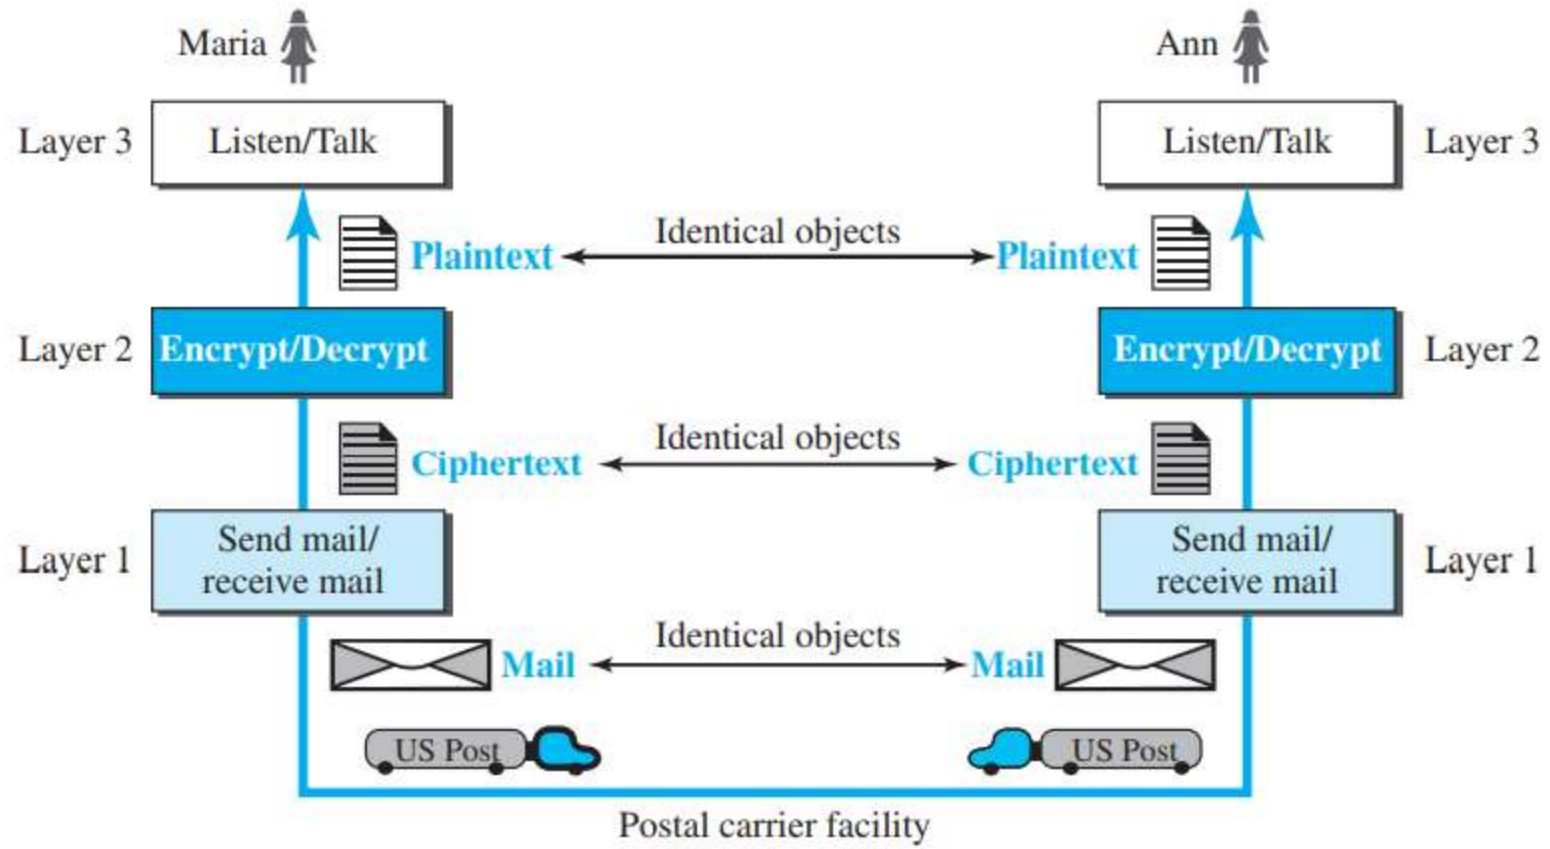 Maria
Ann
Layer 3
Listen/Talk
Listen/Talk
Layer 3
Identical objects
Plaintext
Plaintext
Layer 2
Encrypt/Decrypt
Encrypt/Decrypt
Layer 2
Identical objects
Ciphertext
Ciphertext
Layer 1
Send mail/
receive mail
Send mail/
receive mail
Layer 1
Identical objects
Mail
Mail
US Post
US Post
Postal carrier facility